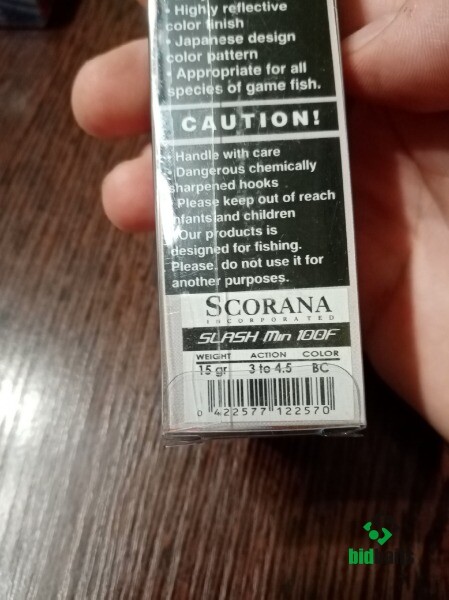 • Highly reflective
color finish
• Japanese design
color pattern
• Appropriate for all
species of game fish.
CAUTION!
• Handle with care
• Dangerous chemically
sharpened hooks
• Please keep out of reach
infants and children
• Our products is
designed for fishing.
Please, do not use it for
another purposes.
SCORANA
INCORPORATED
SLASH Min 100F
WEIGHT ACTION COLOR
15 gr 3 to 4.5 BC
0 422577 122570